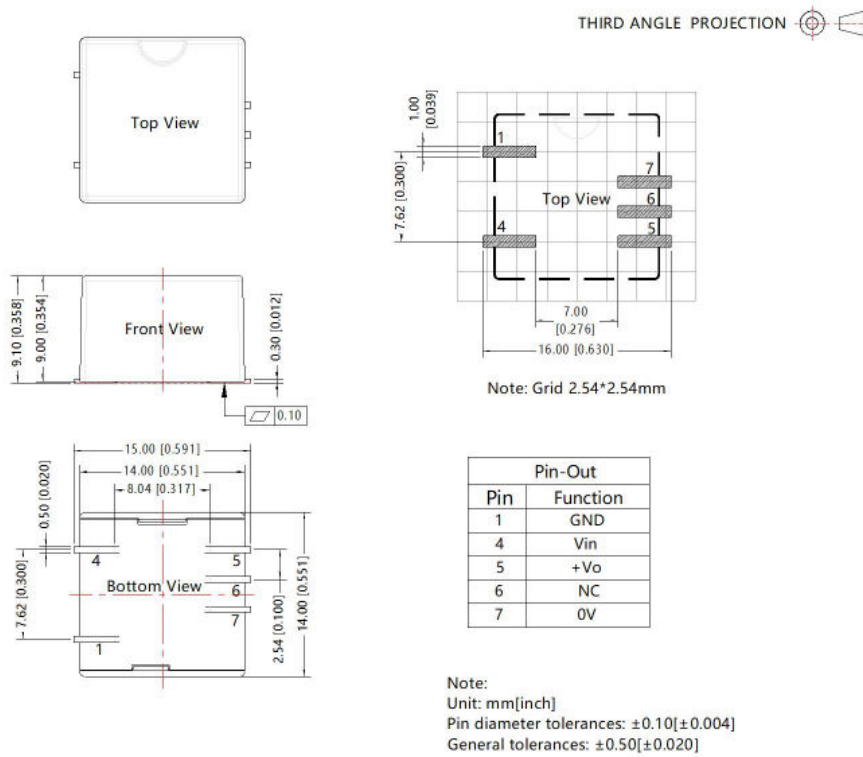 THIRD ANGLE PROJECTION
Top View
1.00
[0.039]
7.62 [0.300]
1
4
7
6
5
Top View
7.00
[0.276]
16.00 [0.630]
Note: Grid 2.54*2.54mm
9.10 [0.358]
9.00 [0.354]
Front View
0.30 [0.012]
0.10
15.00 [0.591]
14.00 [0.551]
8.04 [0.317]
0.50 [0.020]
7.62 [0.300]
4
5
Bottom View
6
7
1
2.54 [0.100]
14.00 [0.551]
Pin-Out
Pin Function
1 GND
4 Vin
5 +Vo
6 NC
7 0V
Note:
Unit: mm[inch]
Pin diameter tolerances: ±0.10[±0.004]
General tolerances: ±0.50[±0.020]